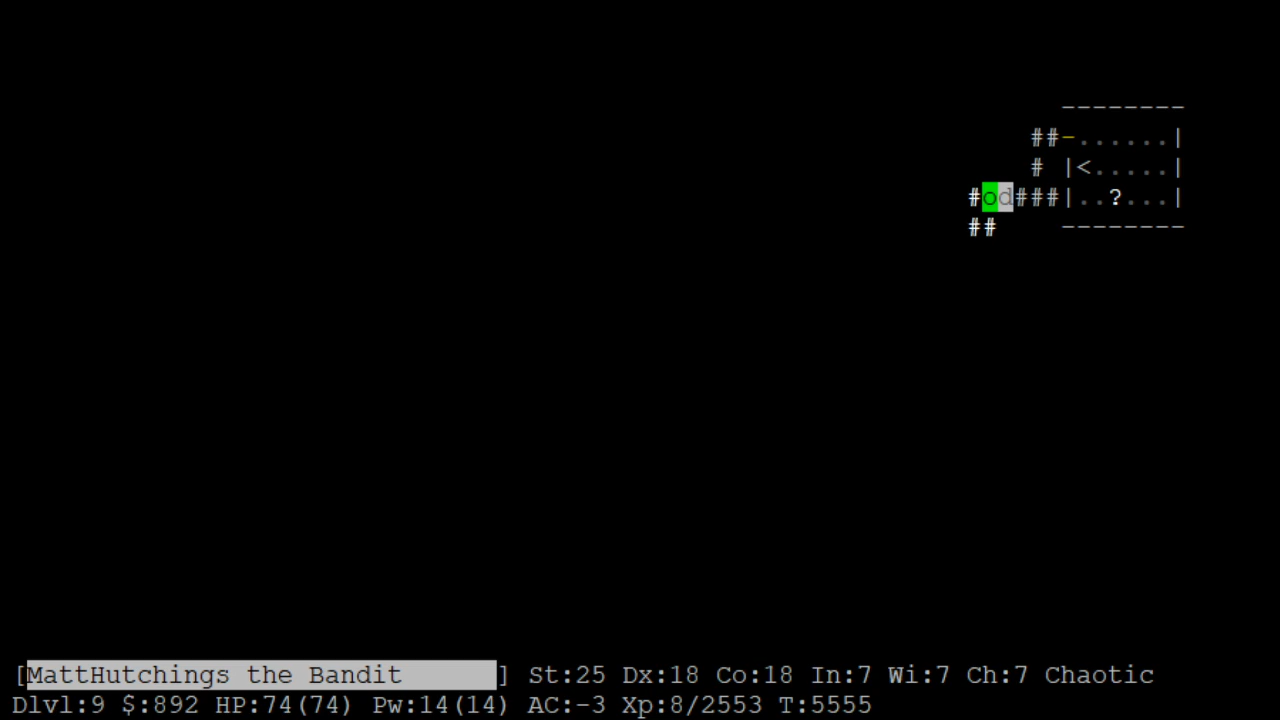 --------
##-......|
# |<.....|
#od###|..?...|
## --------
[MattHutchings the Bandit ] St:25 Dx:18 Co:18 In:7 Wi:7 Ch:7 Chaotic
Dlvl:9 $:892 HP:74(74) Pw:14(14) AC:-3 Xp:8/2553 T:5555